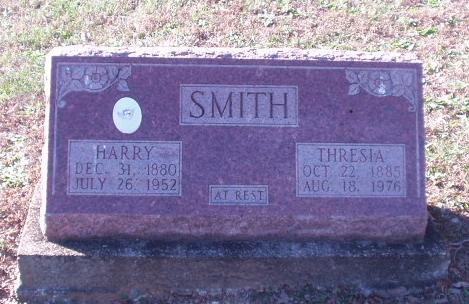 SMITH
HARRY
DEC. 31, 1880
JULY 26, 1952
AT REST
THRESIA
OCT. 22, 1885
AUG. 18, 1976